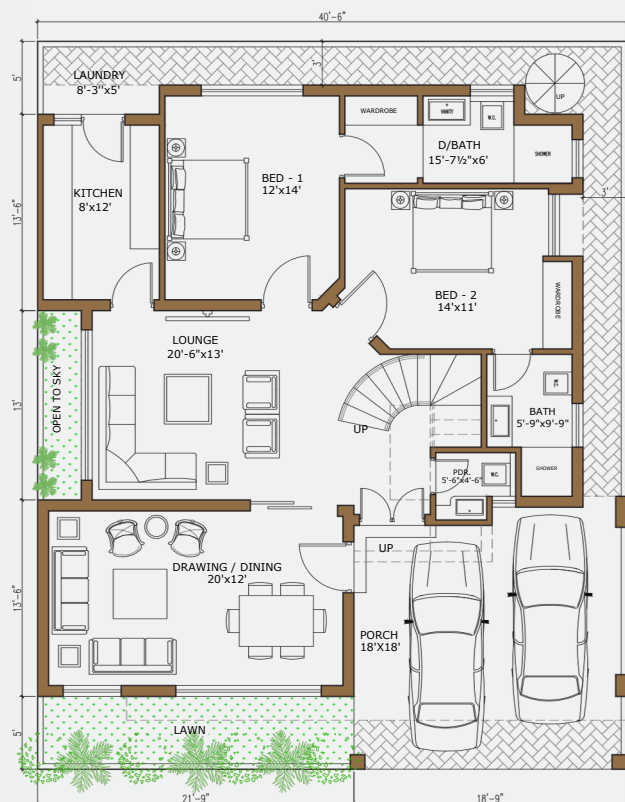 40'-6"
5'
3'
LAUNDRY
8'-3"x5'
UP
WARDROBE
VANITY
W.C.
D/BATH
15'-7½"x6'
SHOWER
BED - 1
12'x14'
KITCHEN
8'x12'
13'-6"
3'
BED - 2
14'x11'
WARDROBE
LOUNGE
20'-6"x13'
OPEN TO SKY
13'
UP
W.C.
BATH
5'-9"x9'-9"
PDR.
5'-6"x4'-6"
W.C.
SHOWER
UP
DRAWING / DINING
20'x12'
13'-6"
PORCH
18'X18'
LAWN
5'
21'-9"
18'-9"